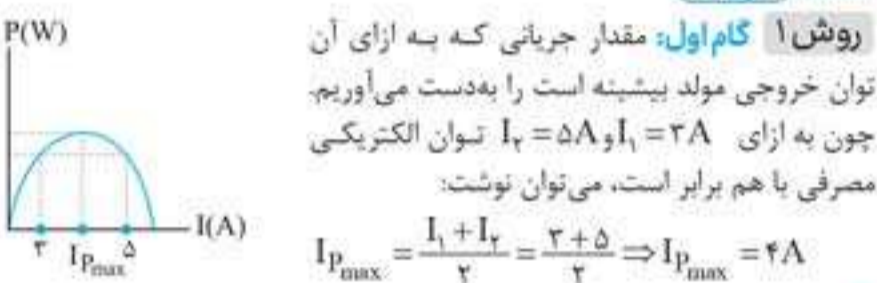 روش ۱ گام اول: مقدار جریانی که به ازای آن
توان خروجی مولد بیشینه است را به‌دست می‌آوریم.
چون به ازای I₁ = ۳A و I₂ = ۵A توان الکتریکی
مصرفی با هم برابر است، می‌توان نوشت:
I_Pmax = (I₁ + I₂)/۲ = (۳ + ۵)/۲ ⇒ I_Pmax = ۴A
P(W)
I(A)
۳ I_Pmax ۵